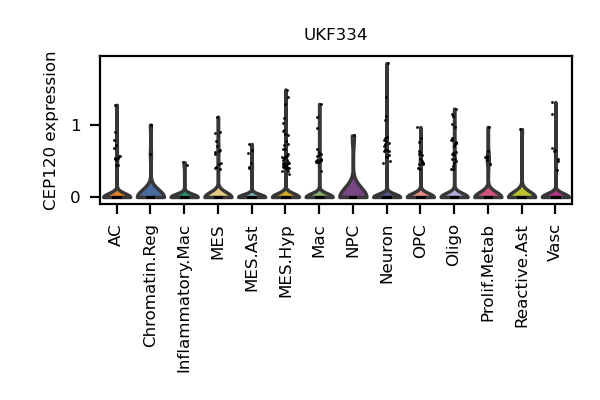 UKF334
CEP120 expression
1
0
AC
Chromatin.Reg
Inflammatory.Mac
MES
MES.Ast
MES.Hyp
Mac
NPC
Neuron
OPC
Oligo
Prolif.Metab
Reactive.Ast
Vasc